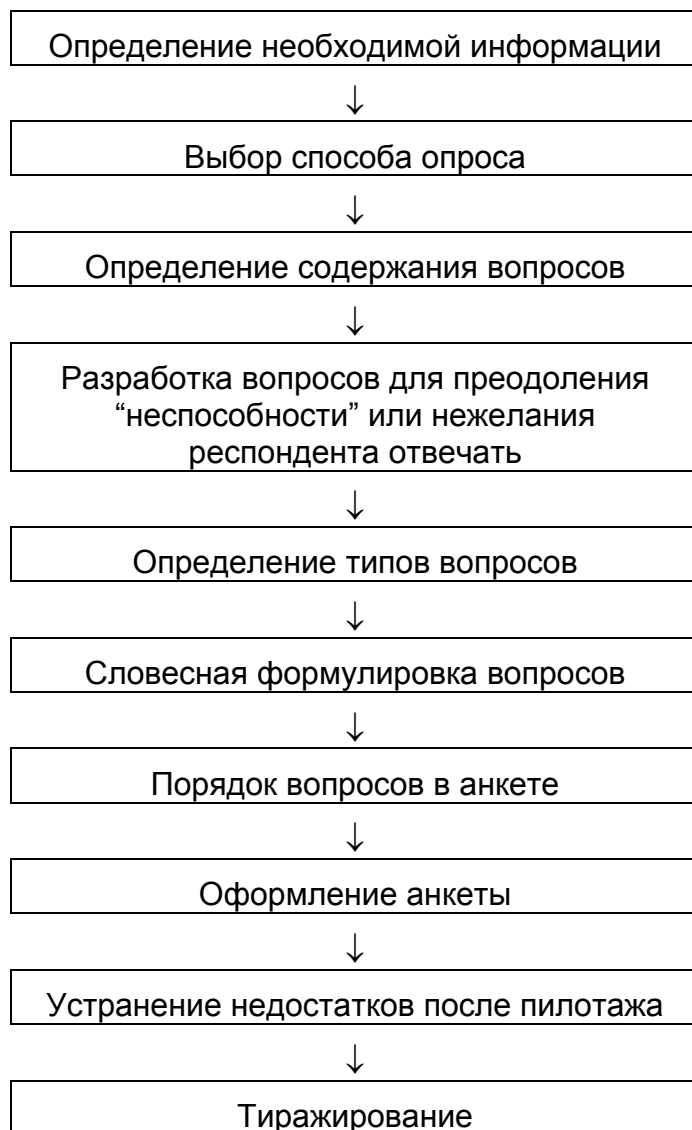 Определение необходимой информации
↓
Выбор способа опроса
↓
Определение содержания вопросов
↓
Разработка вопросов для преодоления
“неспособности” или нежелания
респондента отвечать
↓
Определение типов вопросов
↓
Словесная формулировка вопросов
↓
Порядок вопросов в анкете
↓
Оформление анкеты
↓
Устранение недостатков после пилотажа
↓
Тиражирование